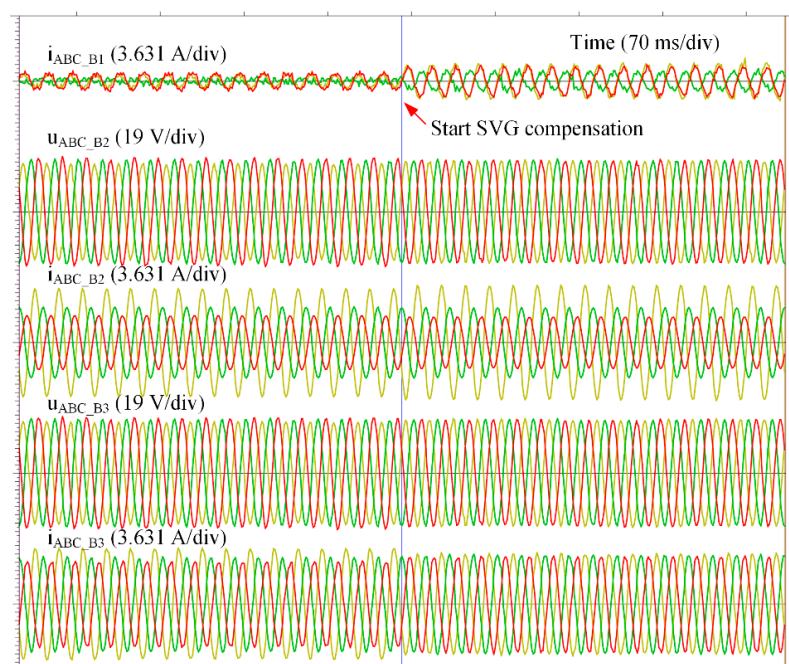 iABC_B1 (3.631 A/div)
Time (70 ms/div)
Start SVG compensation
uABC_B2 (19 V/div)
iABC_B2 (3.631 A/div)
uABC_B3 (19 V/div)
iABC_B3 (3.631 A/div)